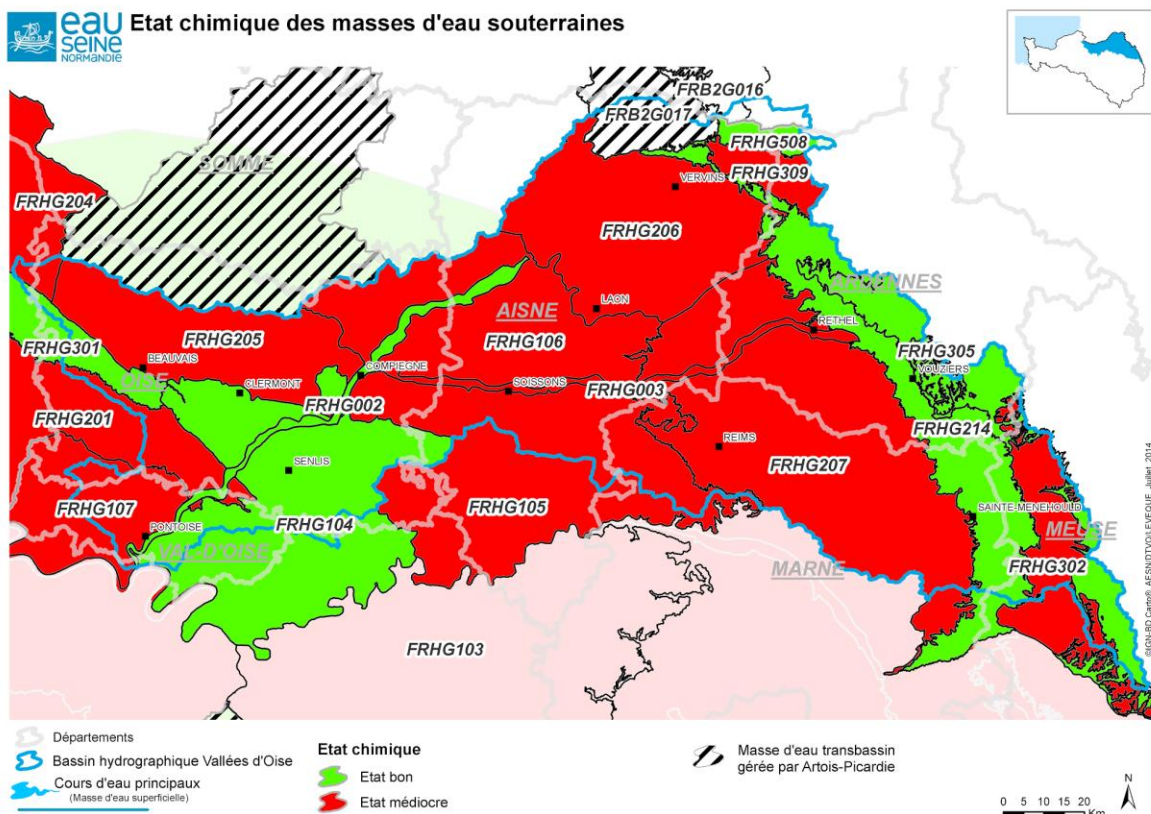 eau
SEINE
NORMANDIE
Etat chimique des masses d'eau souterraines
FRB2G016
FRB2G017
FRHG508
SOMME
FRHG309
VERVINS
FRHG204
FRHG206
ARDENNES
AISNE
LAON
RETHEL
FRHG205
FRHG106
FRHG301
BEAUVAIS
FRHG305
COMPIEGNE
VOUZIERS
OISE
CLERMONT
SOISSONS
FRHG003
FRHG002
FRHG201
FRHG214
REIMS
SENLIS
FRHG207
FRHG107
FRHG105
SAINTE-MENEHOULD
FRHG104
PONTOISE
MEUSE
VAL-D'OISE
MARNE
FRHG302
FRHG103
Départements
Bassin hydrographique Vallées d'Oise
Cours d'eau principaux
(Masse d'eau superficielle)
Etat chimique
Etat bon
Etat médiocre
Masse d'eau transbassin
gérée par Artois-Picardie
N
0 5 10 15 20
Km